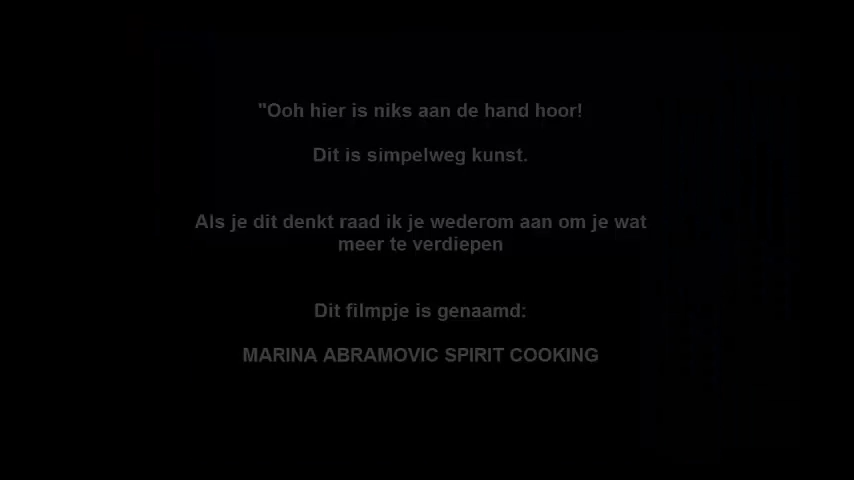 "Ooh hier is niks aan de hand hoor!
Dit is simpelweg kunst.
Als je dit denkt raad ik je wederom aan om je wat
meer te verdiepen
Dit filmpje is genaamd:
MARINA ABRAMOVIC SPIRIT COOKING